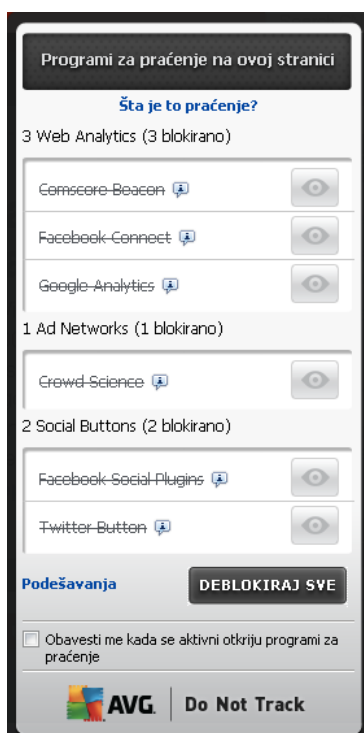 Programi za praćenje na ovoj stranici
Šta je to praćenje?
3 Web Analytics (3 blokirano)
Comscore Beacon
Facebook Connect
Google Analytics
1 Ad Networks (1 blokirano)
Crowd Science
2 Social Buttons (2 blokirano)
Facebook Social Plugins
Twitter Button
Podešavanja
DEBLOKIRAJ SVE
Obavesti me kada se aktivni otkriju programi za
praćenje
AVG. Do Not Track